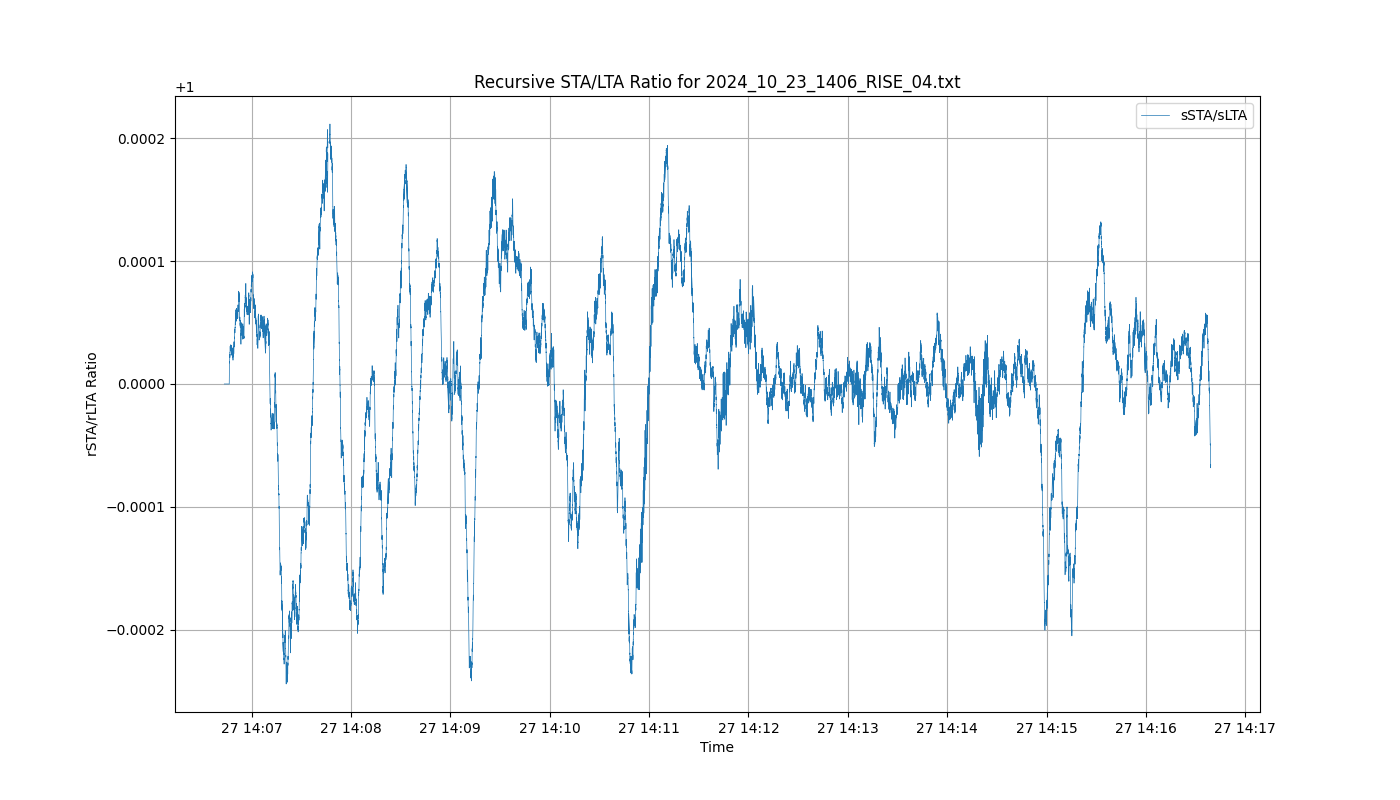 Recursive STA/LTA Ratio for 2024_10_23_1406_RISE_04.txt
+1
sSTA/sLTA
0.0002
0.0001
0.0000
−0.0001
−0.0002
rSTA/rLTA Ratio
27 14:07 27 14:08 27 14:09 27 14:10 27 14:11 27 14:12 27 14:13 27 14:14 27 14:15 27 14:16 27 14:17
Time